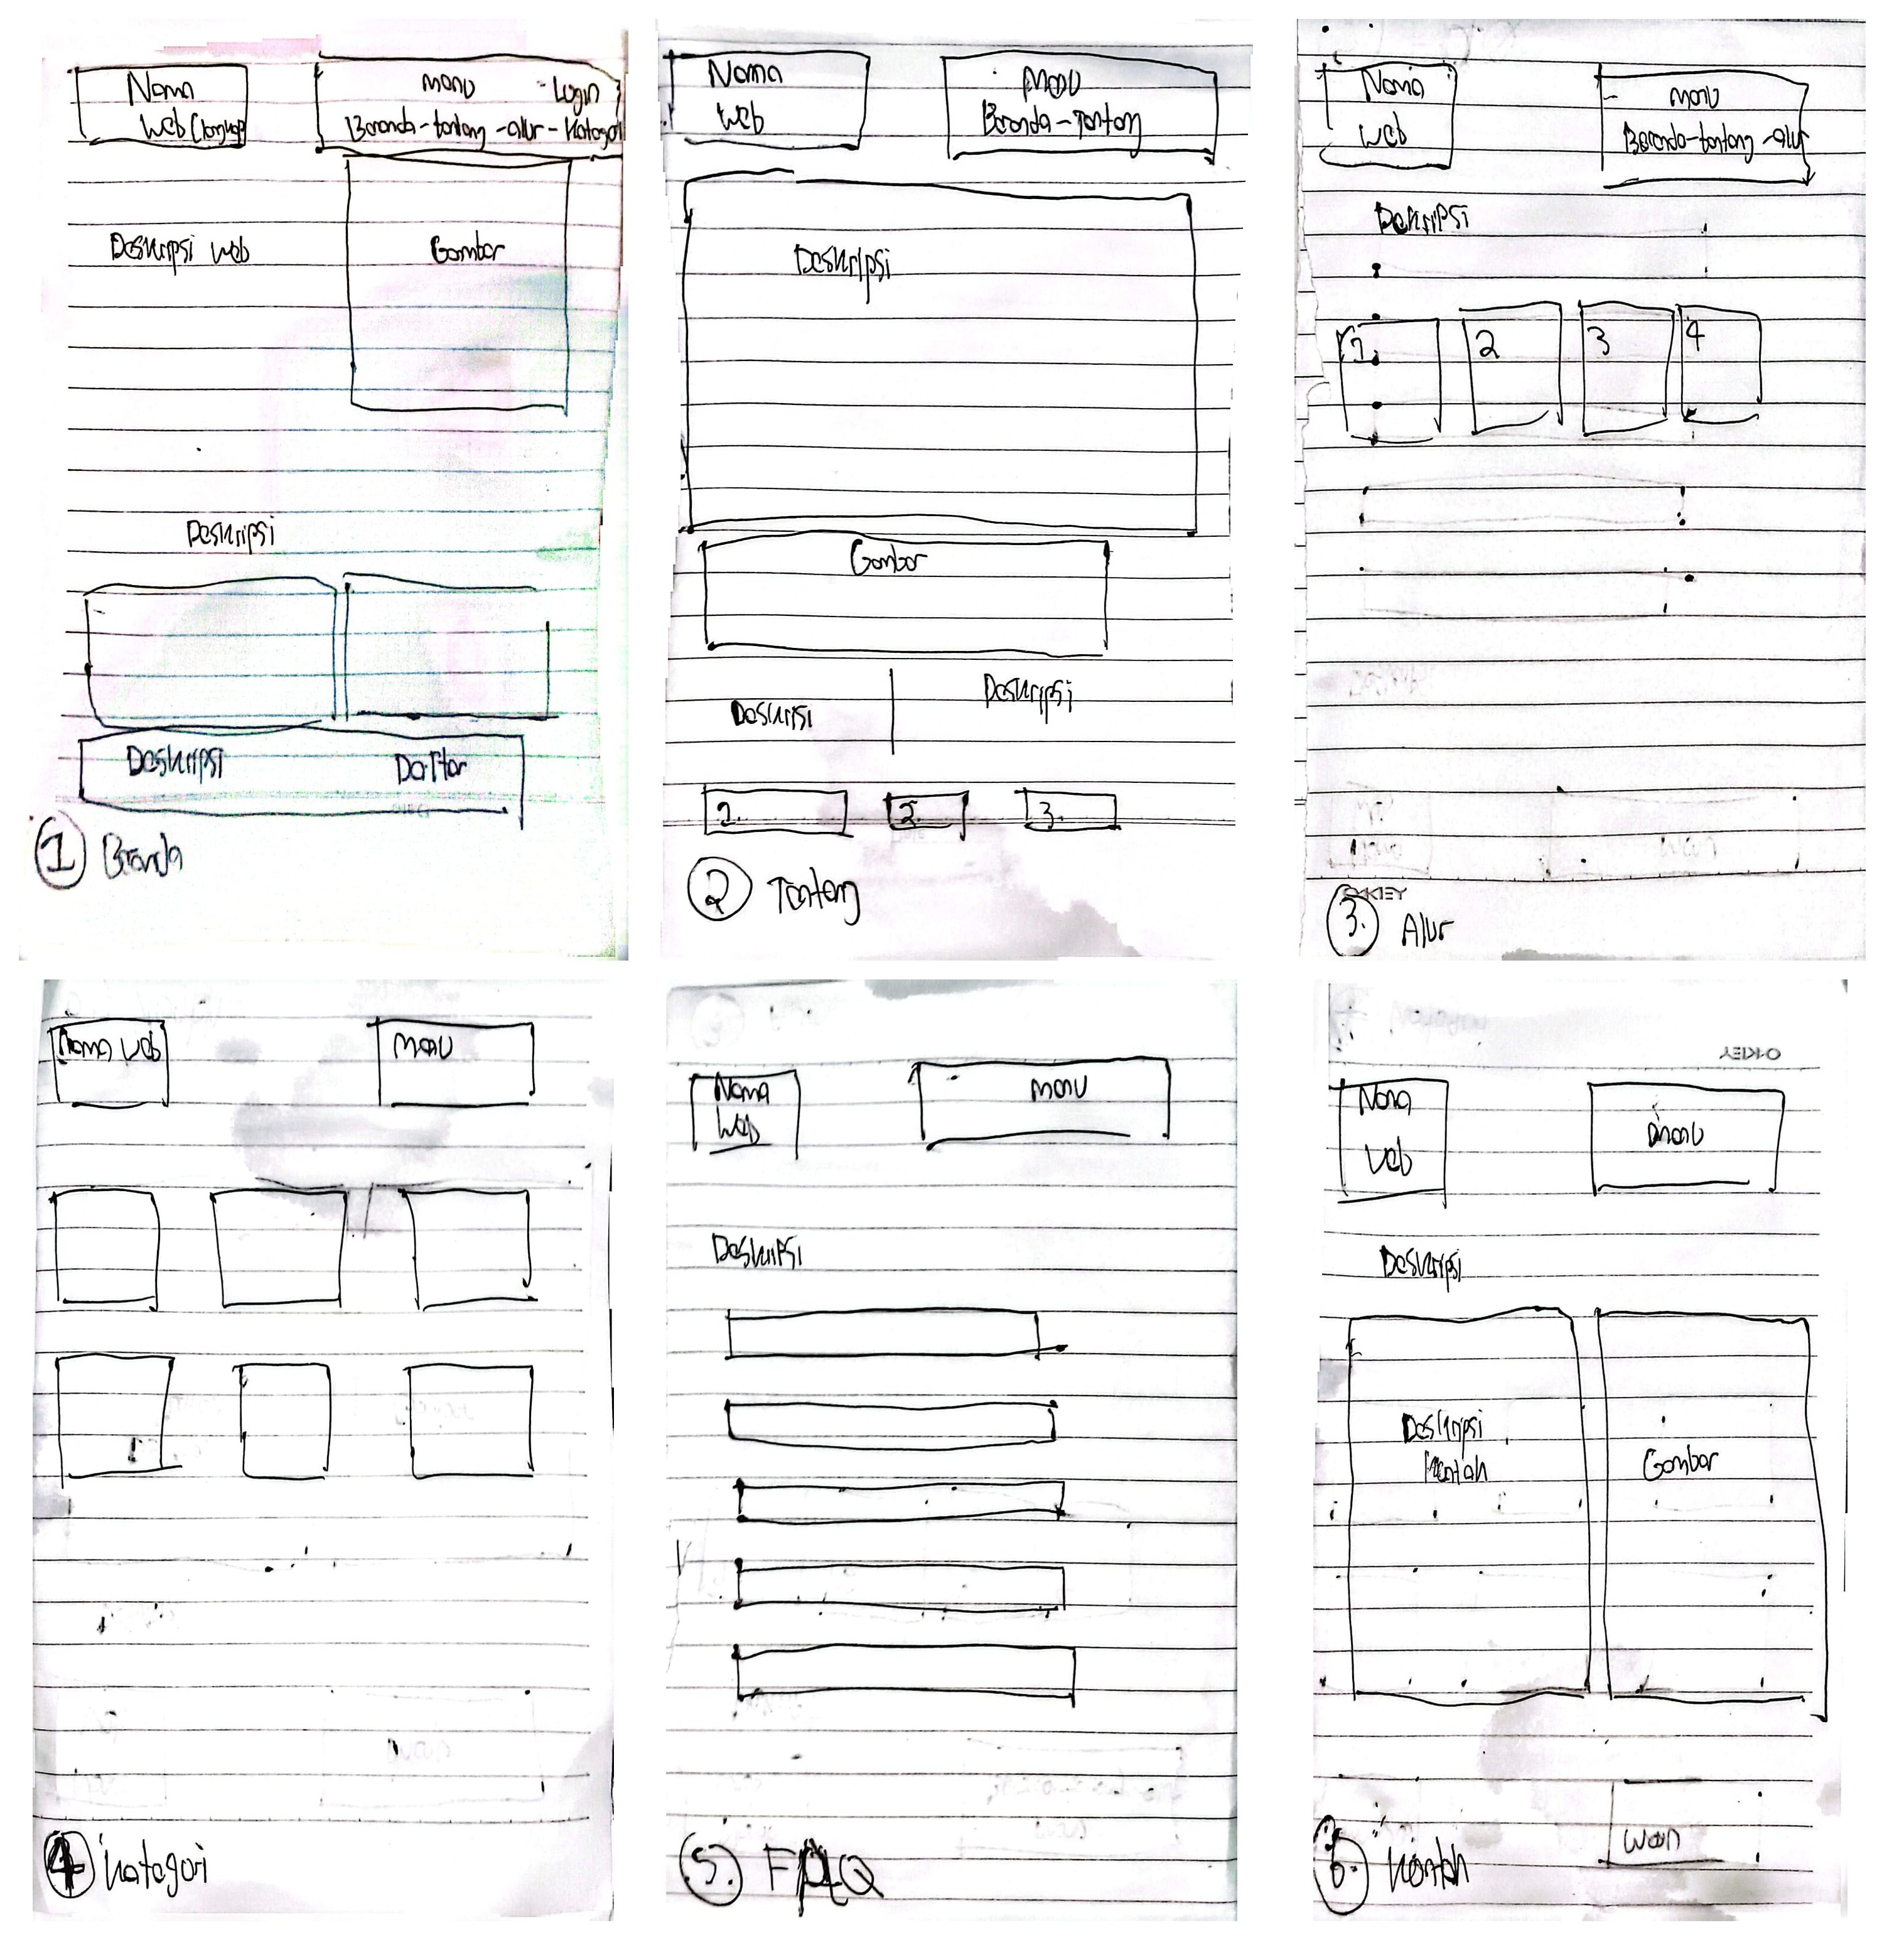 Nama
Web
menu
- Login
Beranda - tentang - alur - Kategori
Deskripsi web
Gambar
Deskripsi
Deskripsi
Daftar
1 Beranda
Nama
Web
Menu
Beranda - Tentang
Deskripsi
Gambar
Deskripsi
Deskripsi
1.
2
3.
2 Tentang
Nama
Web
menu
Beranda - tentang - alur
Deskripsi
1.
2
3
4
OKEY
3. Alur
Nama Web
menu
4 Kategori
Nama
Web
menu
Deskripsi
5. FAQ
OKEY
Nama
Web
menu
Deskripsi
Deskripsi
Gambar
6.